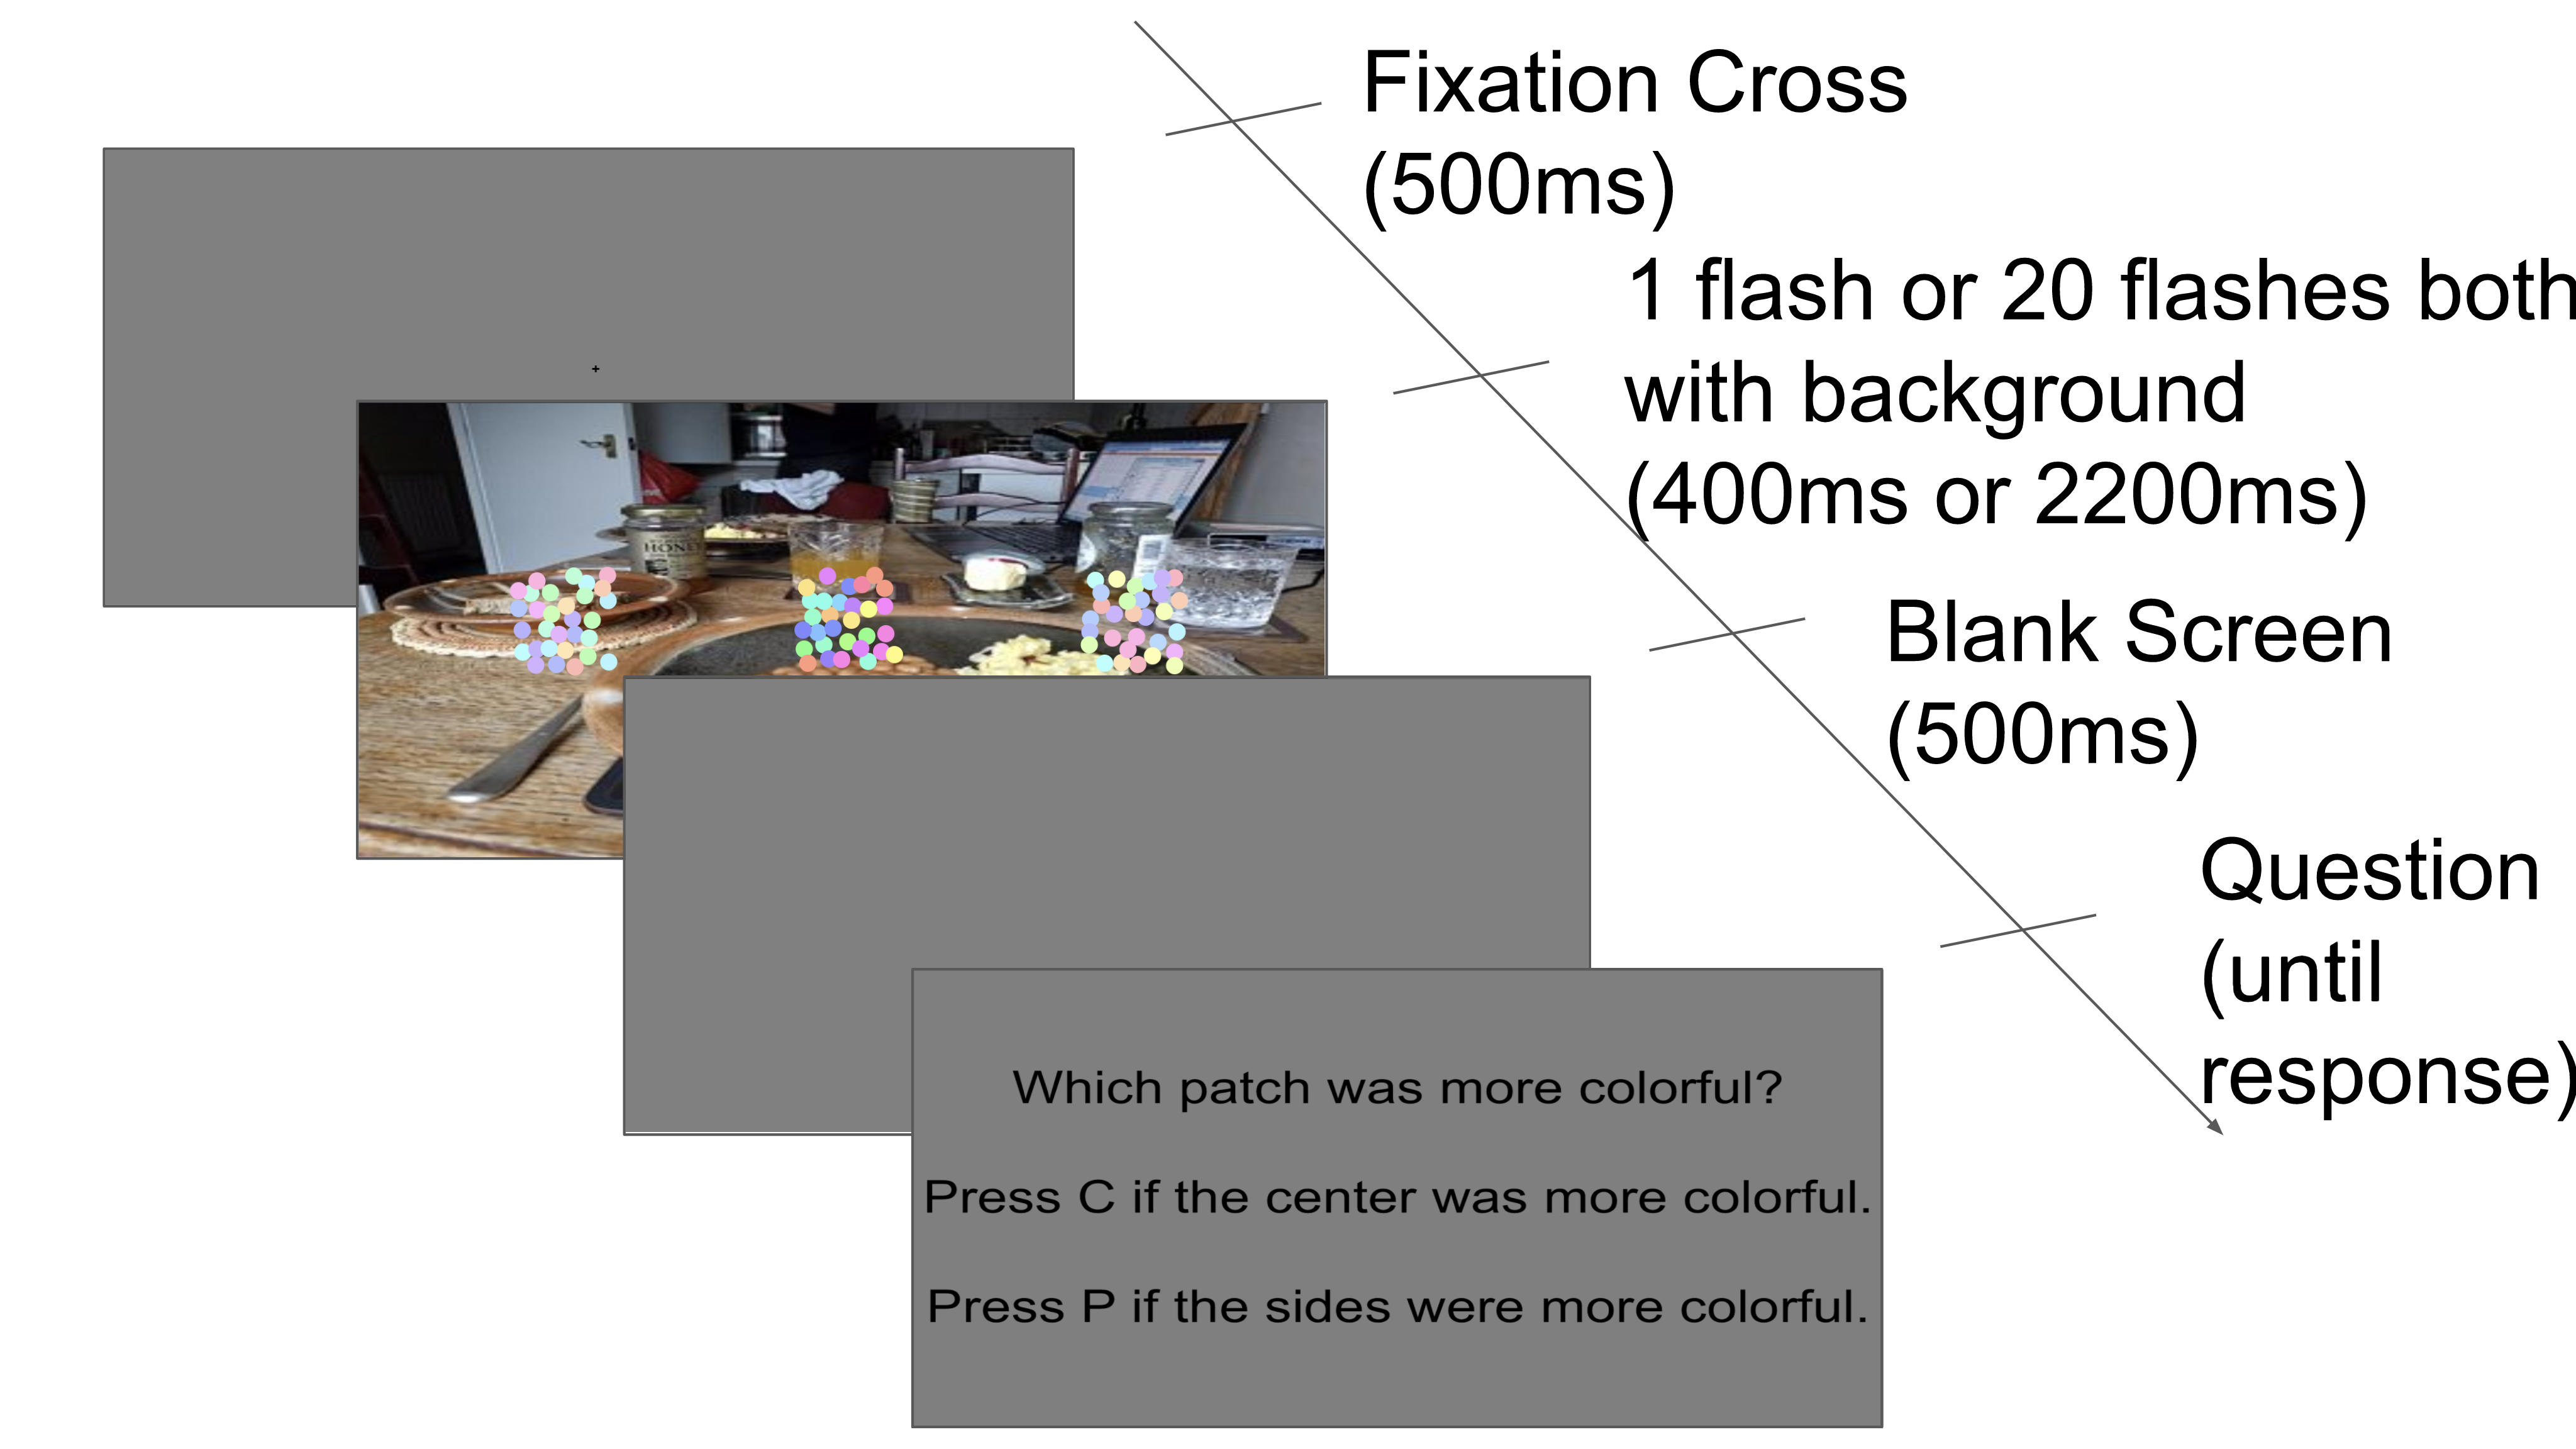 Fixation Cross
(500ms)
1 flash or 20 flashes both
with background
(400ms or 2200ms)
HONEY
Blank Screen
(500ms)
Question
(until
response)
Which patch was more colorful?
Press C if the center was more colorful.
Press P if the sides were more colorful.